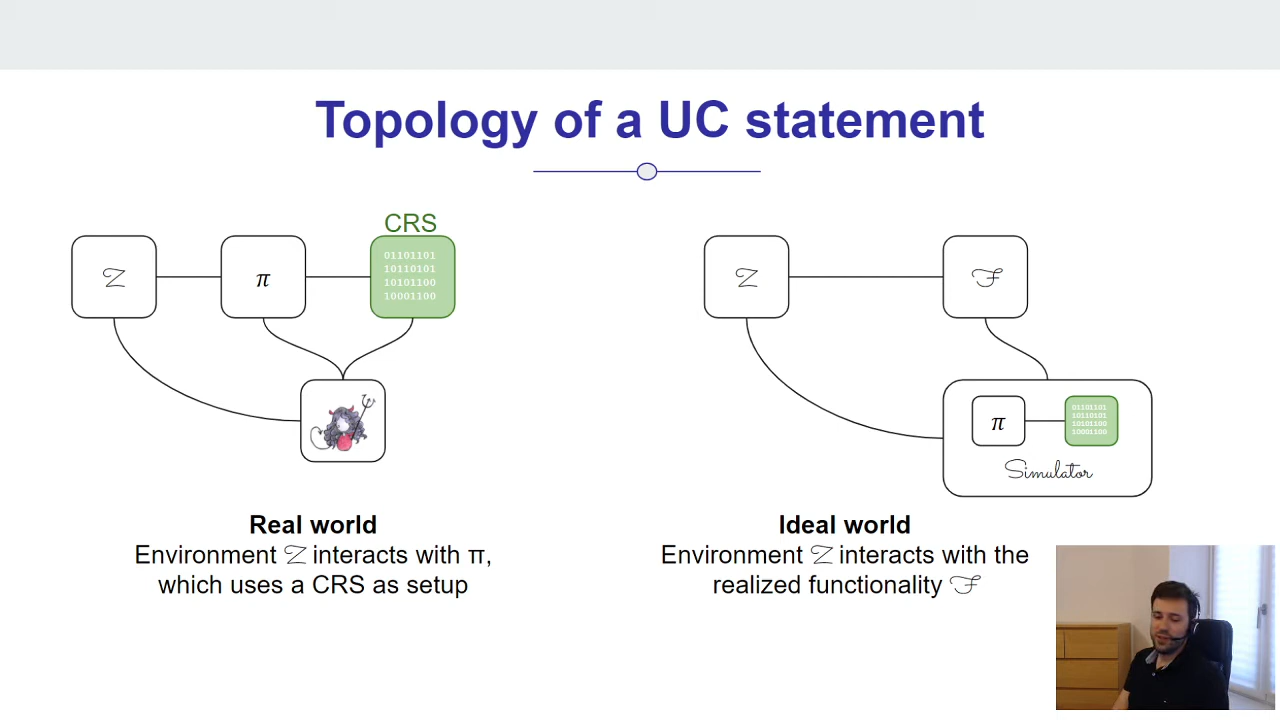 Topology of a UC statement
CRS
𝒵
π
01101101
10110101
10101100
10001100
𝒵
ℱ
π
01101101
10110101
10101100
10001100
Simulator
Real world
Environment 𝒵 interacts with π,
which uses a CRS as setup
Ideal world
Environment 𝒵 interacts with the
realized functionality ℱ